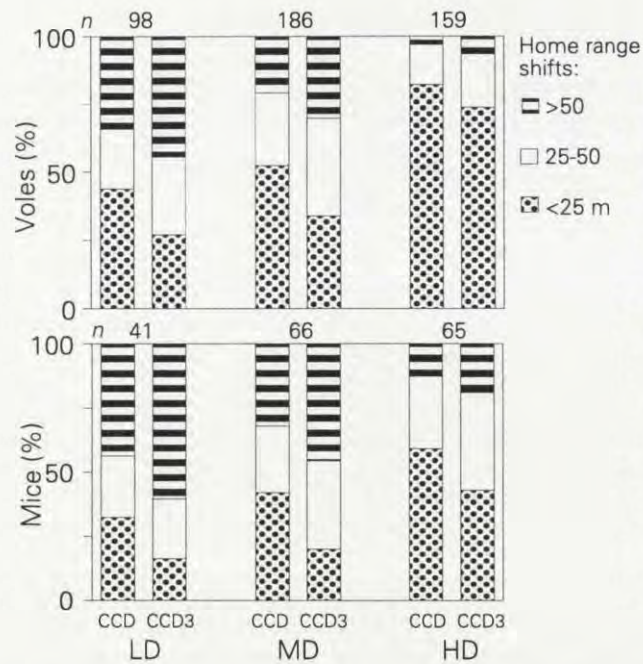 n 98 186 159
100
50
0
Voles (%)
Home range
shifts:
>50
25-50
<25 m
n 41 66 65
100
50
0
Mice (%)
CCD CCD3 CCD CCD3 CCD CCD3
LD MD HD